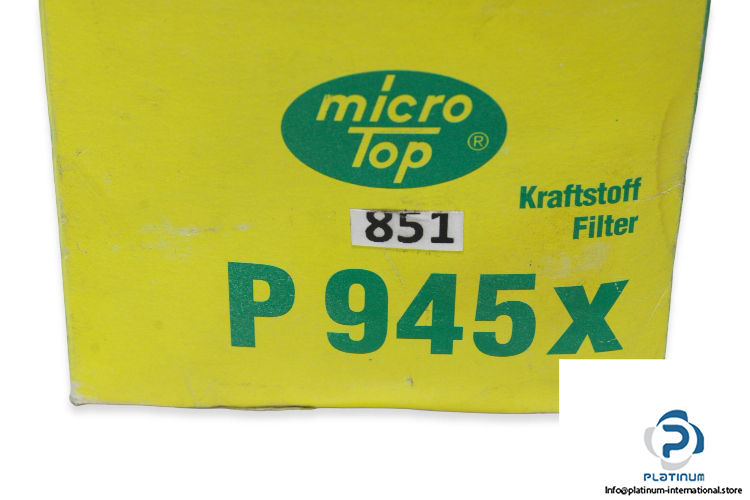 micro
Top ®
Kraftstoff
Filter
851
P 945x
PLATINUM
Info@platinum-international.store